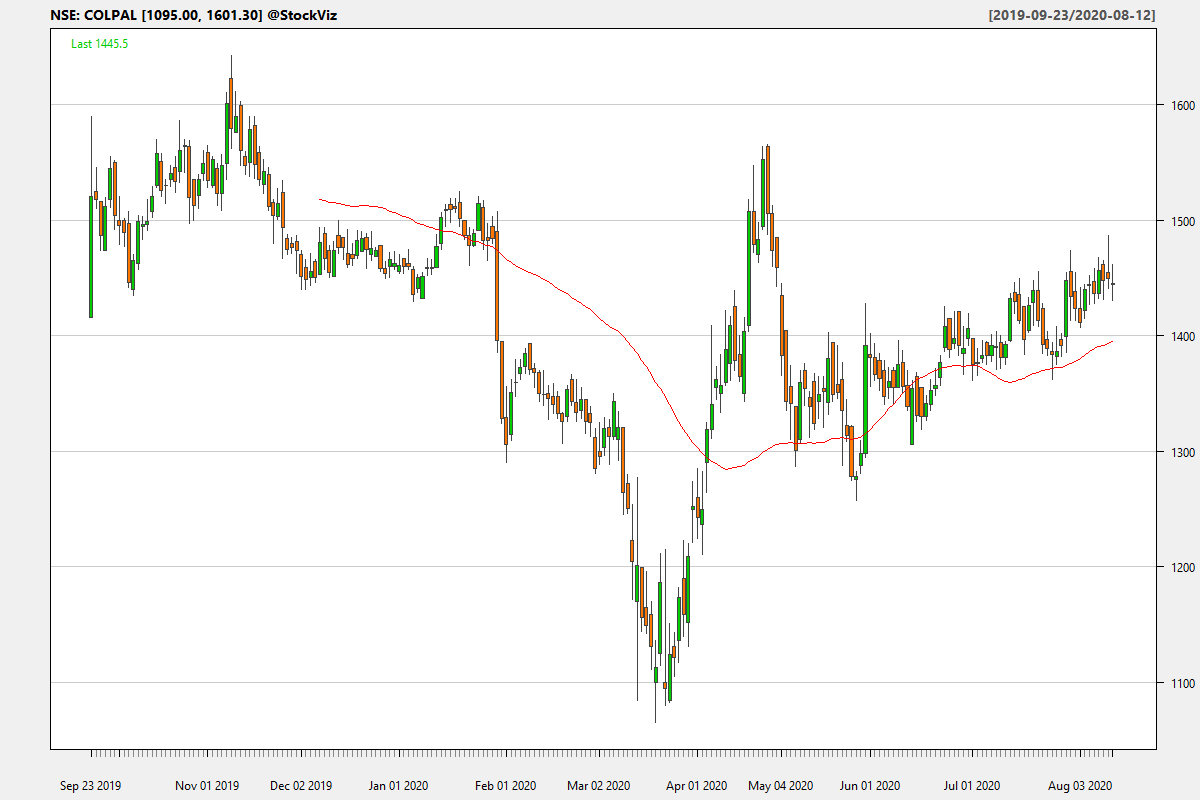 NSE: COLPAL [1095.00, 1601.30] @StockViz [2019-09-23/2020-08-12]
Last 1445.5
1600
1500
1400
1300
1200
1100
Sep 23 2019 Nov 01 2019 Dec 02 2019 Jan 01 2020 Feb 01 2020 Mar 02 2020 Apr 01 2020 May 04 2020 Jun 01 2020 Jul 01 2020 Aug 03 2020